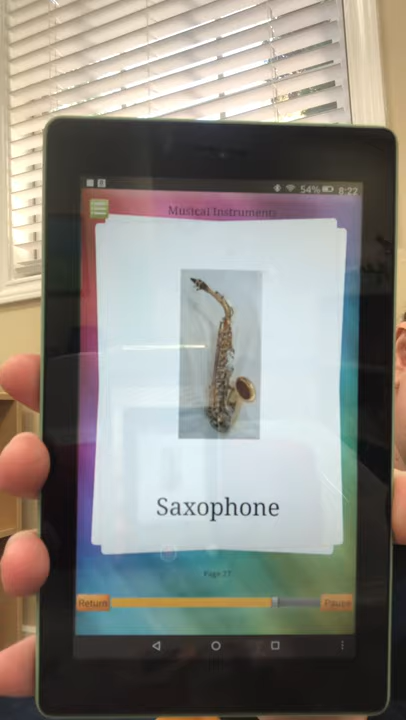 54% 8:22
Musical Instruments
Saxophone
Page 27
Return Pause